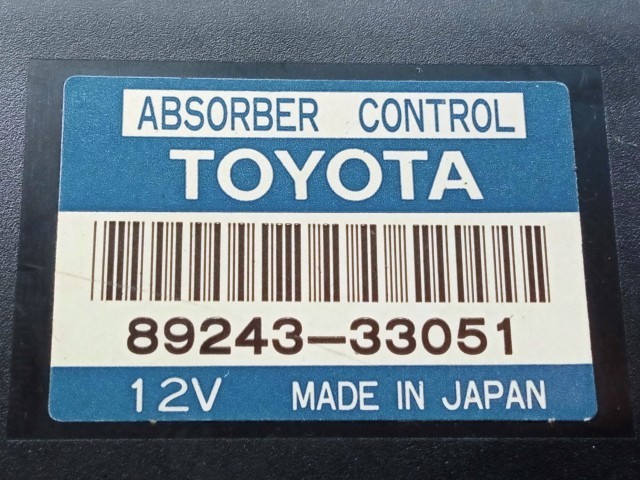 ABSORBER CONTROL
TOYOTA
89243-33051
12V MADE IN JAPAN